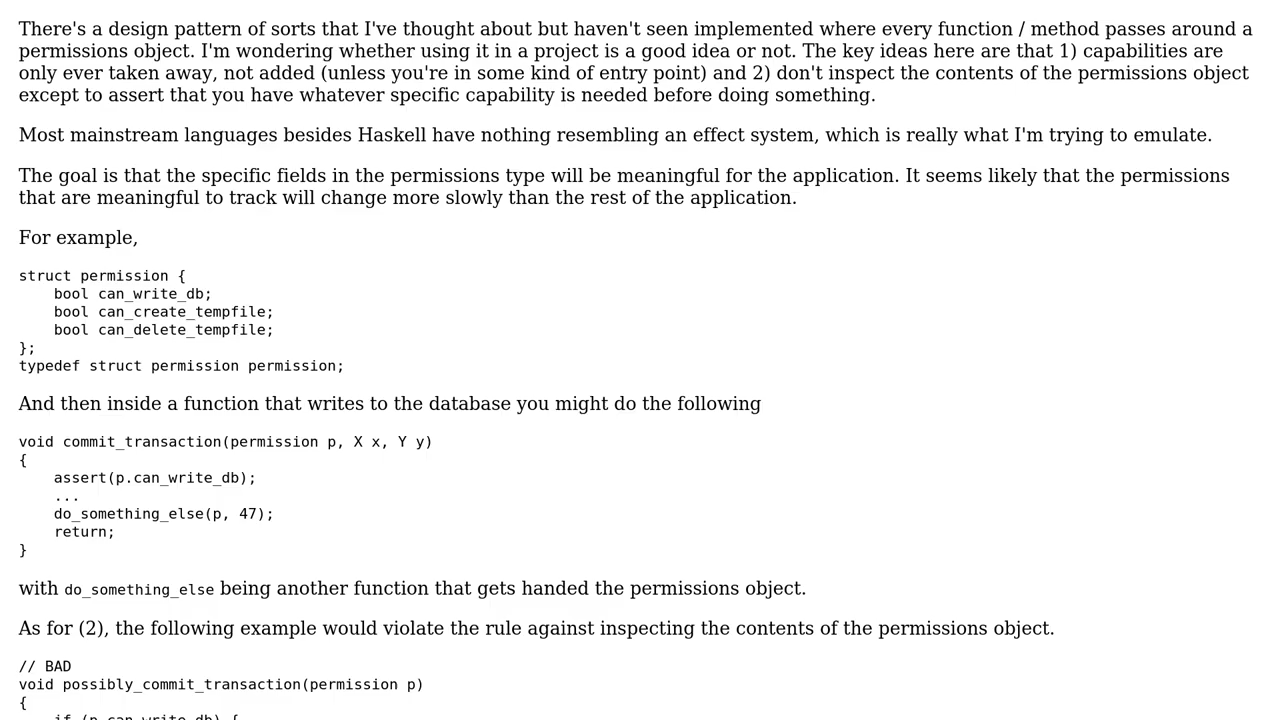 There's a design pattern of sorts that I've thought about but haven't seen implemented where every function / method passes around a
permissions object. I'm wondering whether using it in a project is a good idea or not. The key ideas here are that 1) capabilities are
only ever taken away, not added (unless you're in some kind of entry point) and 2) don't inspect the contents of the permissions object
except to assert that you have whatever specific capability is needed before doing something.
Most mainstream languages besides Haskell have nothing resembling an effect system, which is really what I'm trying to emulate.
The goal is that the specific fields in the permissions type will be meaningful for the application. It seems likely that the permissions
that are meaningful to track will change more slowly than the rest of the application.
For example,
struct permission {
    bool can_write_db;
    bool can_create_tempfile;
    bool can_delete_tempfile;
};
typedef struct permission permission;
And then inside a function that writes to the database you might do the following
void commit_transaction(permission p, X x, Y y)
{
    assert(p.can_write_db);
    ...
    do_something_else(p, 47);
    return;
}
with do_something_else being another function that gets handed the permissions object.
As for (2), the following example would violate the rule against inspecting the contents of the permissions object.
// BAD
void possibly_commit_transaction(permission p)
{
    if (p.can_write_db) {